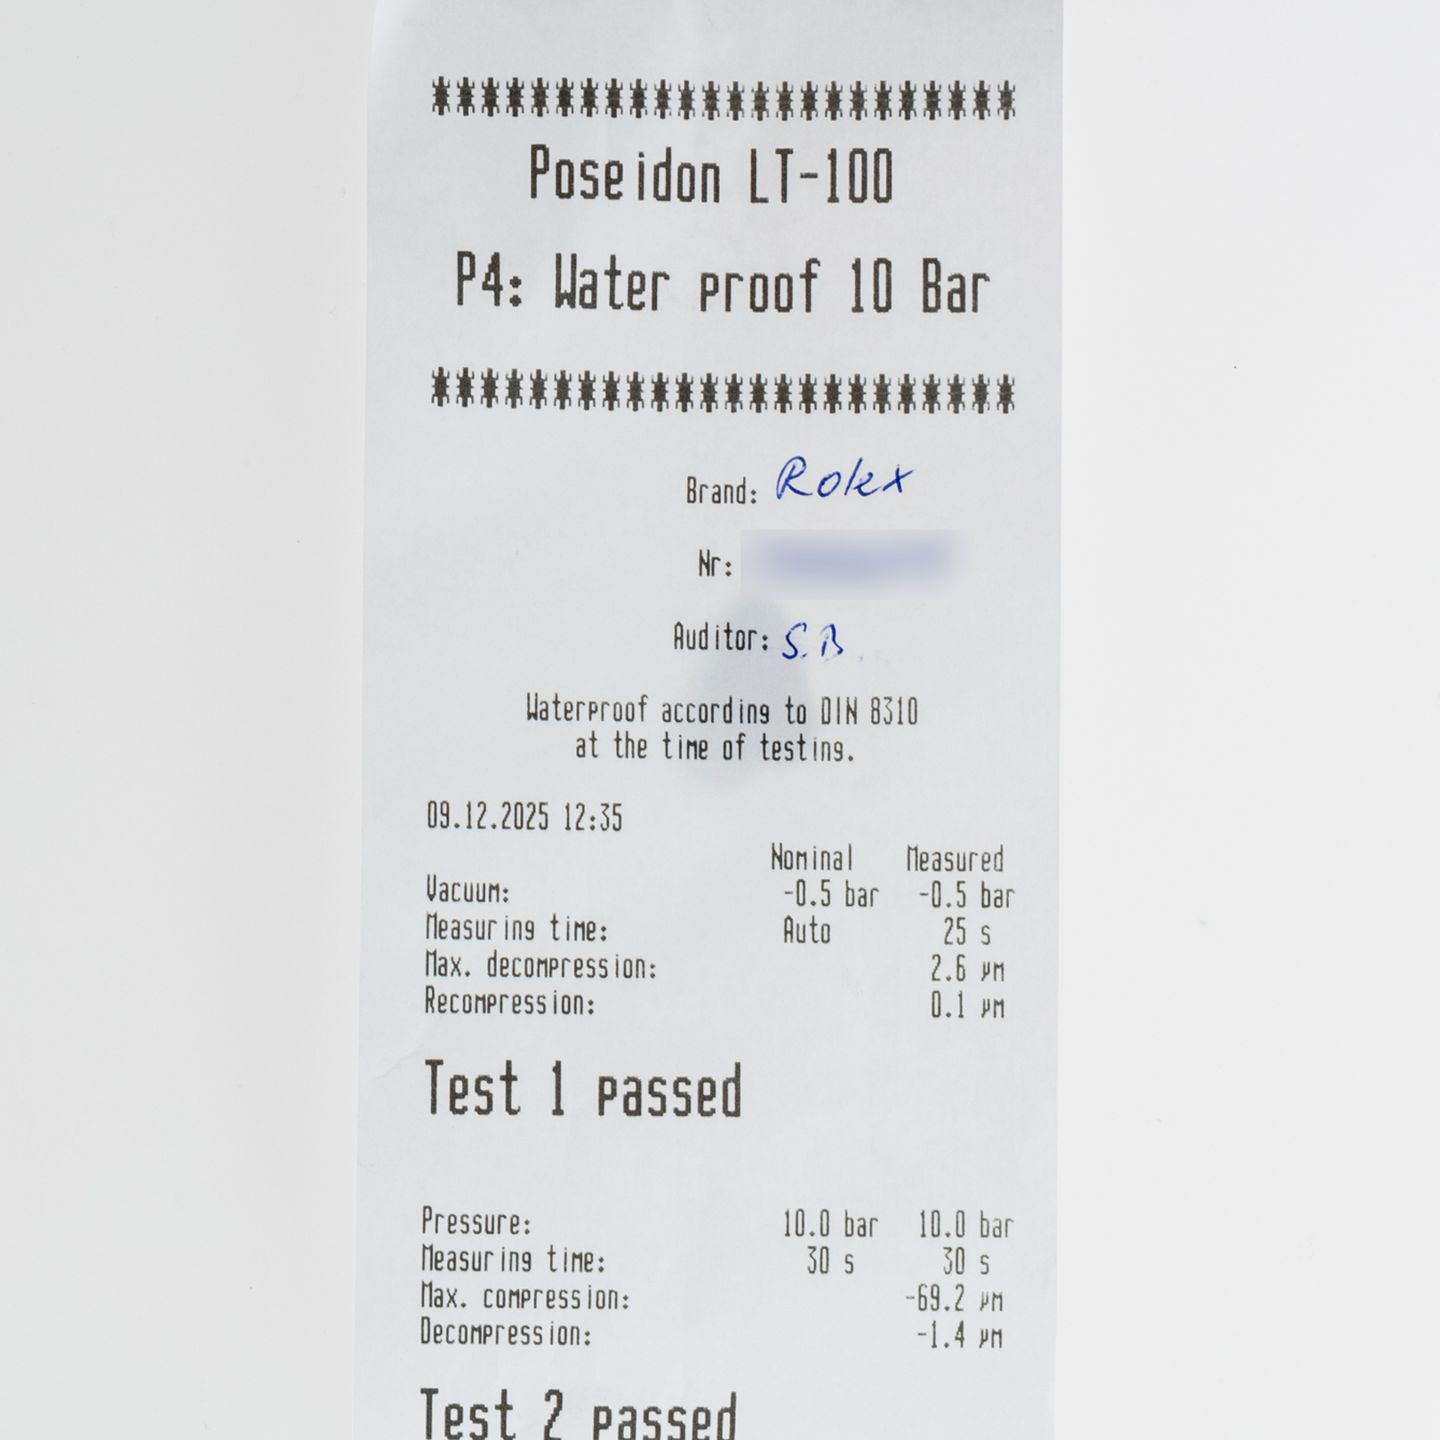 Poseidon LT-100
P4: Water proof 10 Bar
Brand: Rolex
Nr:
Auditor: S.B.
Waterproof according to DIN 8310
at the time of testing.
09.12.2025 12:35
Nominal Measured
Vacuum: -0.5 bar -0.5 bar
Measuring time: Auto 25 s
Max. decompression: 2.6 µm
Recompression: 0.1 µm
Test 1 passed
Pressure: 10.0 bar 10.0 bar
Measuring time: 30 s 30 s
Max. compression: -69.2 µm
Decompression: -1.4 µm
Test 2 passed